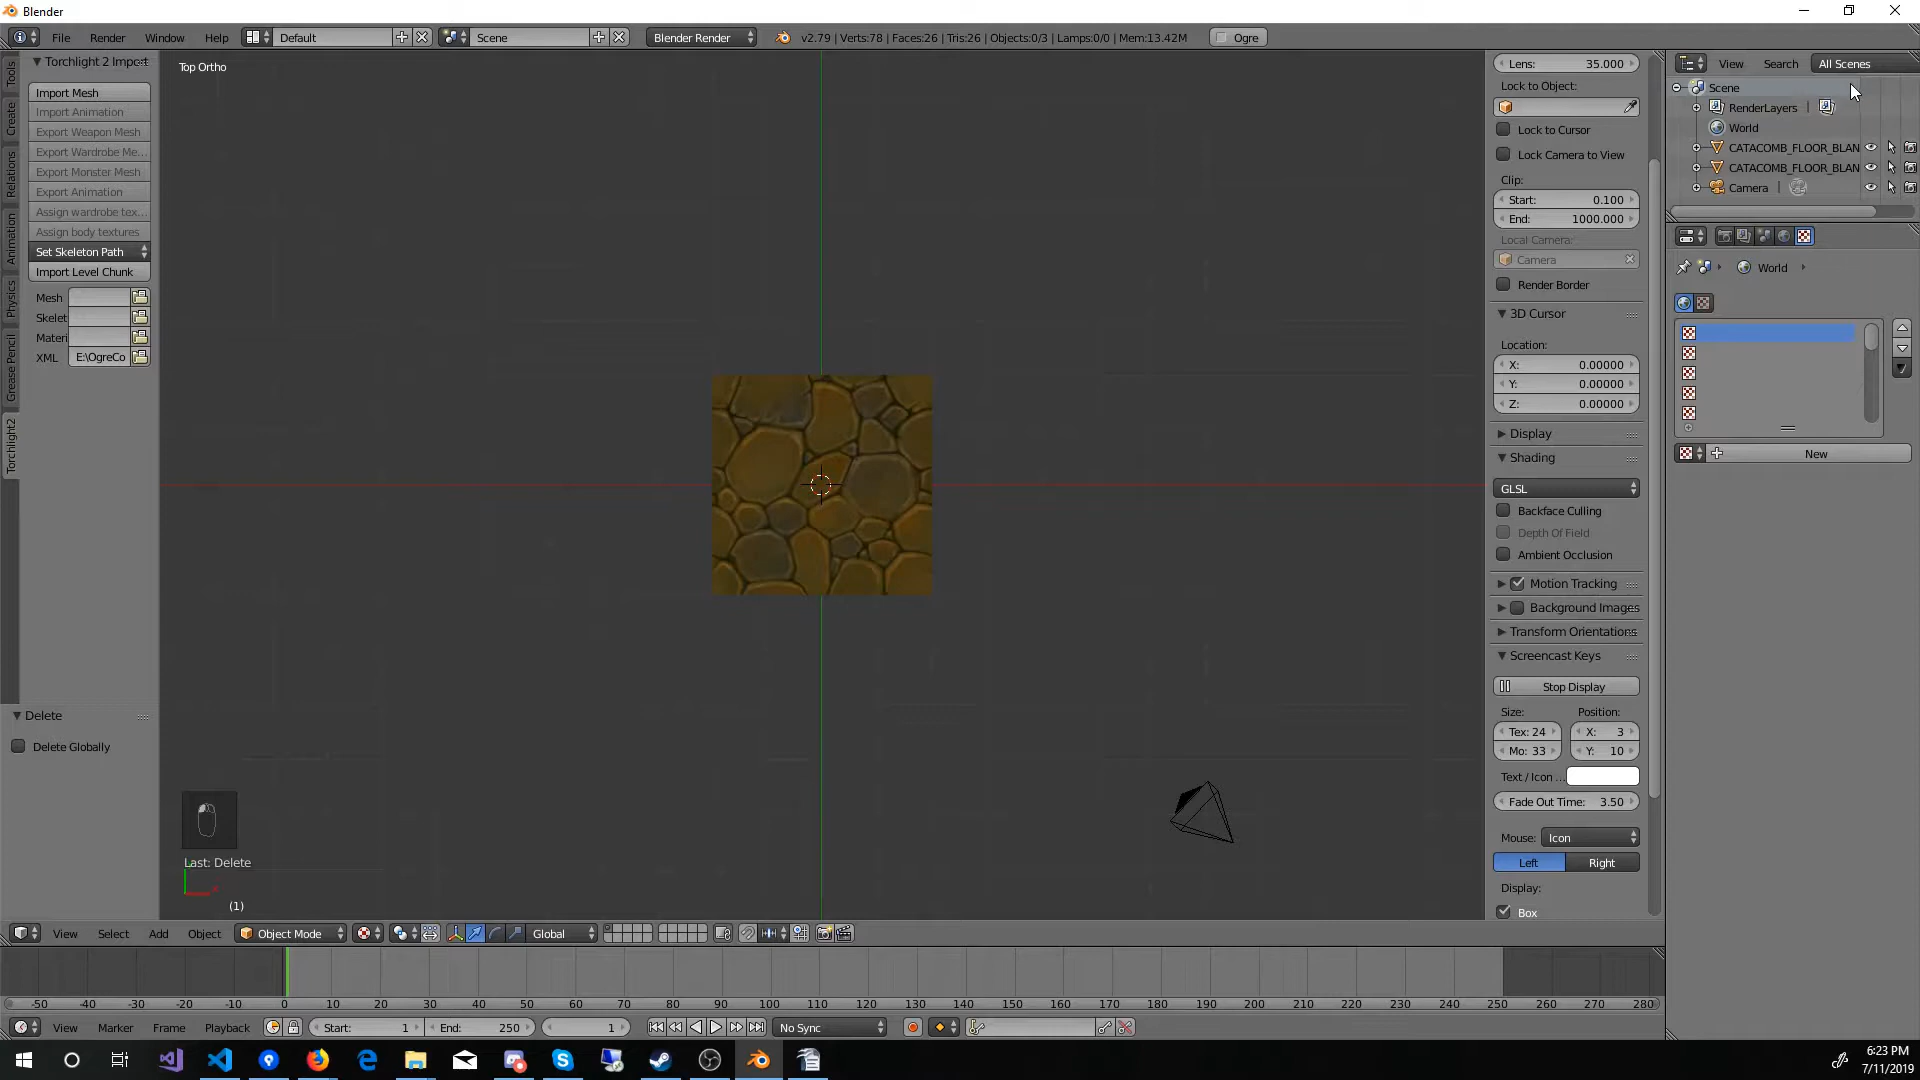 Blender
File Render Window Help Default Scene Blender Render v2.79 | Verts:78 | Faces:26 | Tris:26 | Objects:0/3 | Lamps:0/0 | Mem:13.42M Ogre
Tools
Create
Relations
Animation
Physics
Grease Pencil
Torchlight2
Torchlight 2 Import
Import Mesh
Import Animation
Export Weapon Mesh
Export Wardrobe Me...
Export Monster Mesh
Export Animation
Assign wardrobe tex...
Assign body textures
Set Skeleton Path
Import Level Chunk
Mesh
Skelet
Materi
XML E:\OgreCo
Delete
Delete Globally
Top Ortho
Last: Delete
(1)
Lens: 35.000
Lock to Object:
Lock to Cursor
Lock Camera to View
Clip:
Start: 0.100
End: 1000.000
Local Camera:
Camera
Render Border
3D Cursor
Location:
X: 0.00000
Y: 0.00000
Z: 0.00000
Display
Shading
GLSL
Backface Culling
Depth Of Field
Ambient Occlusion
Motion Tracking
Background Images
Transform Orientations
Screencast Keys
Stop Display
Size: Position:
Tex: 24 X: 3
Mo: 33 Y: 10
Text / Icon ...
Fade Out Time: 3.50
Mouse: Icon
Left Right
Display:
Box
View Search All Scenes
Scene
RenderLayers |
World
CATACOMB_FLOOR_BLAN
CATACOMB_FLOOR_BLAN
Camera |
World
New
View Select Add Object Object Mode Global
-50 -40 -30 -20 -10 0 10 20 30 40 50 60 70 80 90 100 110 120 130 140 150 160 170 180 190 200 210 220 230 240 250 260 270 280
View Marker Frame Playback Start: 1 End: 250 1 No Sync
6:23 PM
7/11/2019